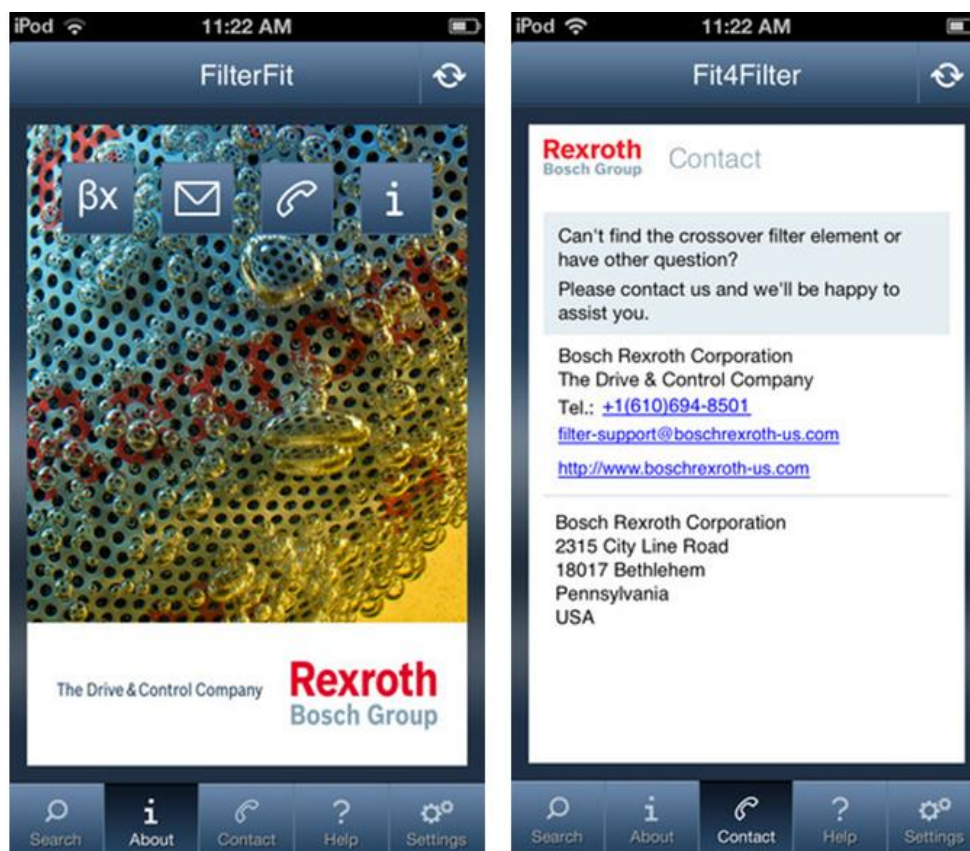 iPod
11:22 AM
FilterFit
βx
i
The Drive & Control Company
Rexroth
Bosch Group
Search
i
About
Contact
?
Help
Settings
iPod
11:22 AM
Fit4Filter
Rexroth
Bosch Group
Contact
Can't find the crossover filter element or
have other question?
Please contact us and we'll be happy to
assist you.
Bosch Rexroth Corporation
The Drive & Control Company
Tel.: +1(610)694-8501
filter-support@boschrexroth-us.com
http://www.boschrexroth-us.com
Bosch Rexroth Corporation
2315 City Line Road
18017 Bethlehem
Pennsylvania
USA
Search
i
About
Contact
?
Help
Settings